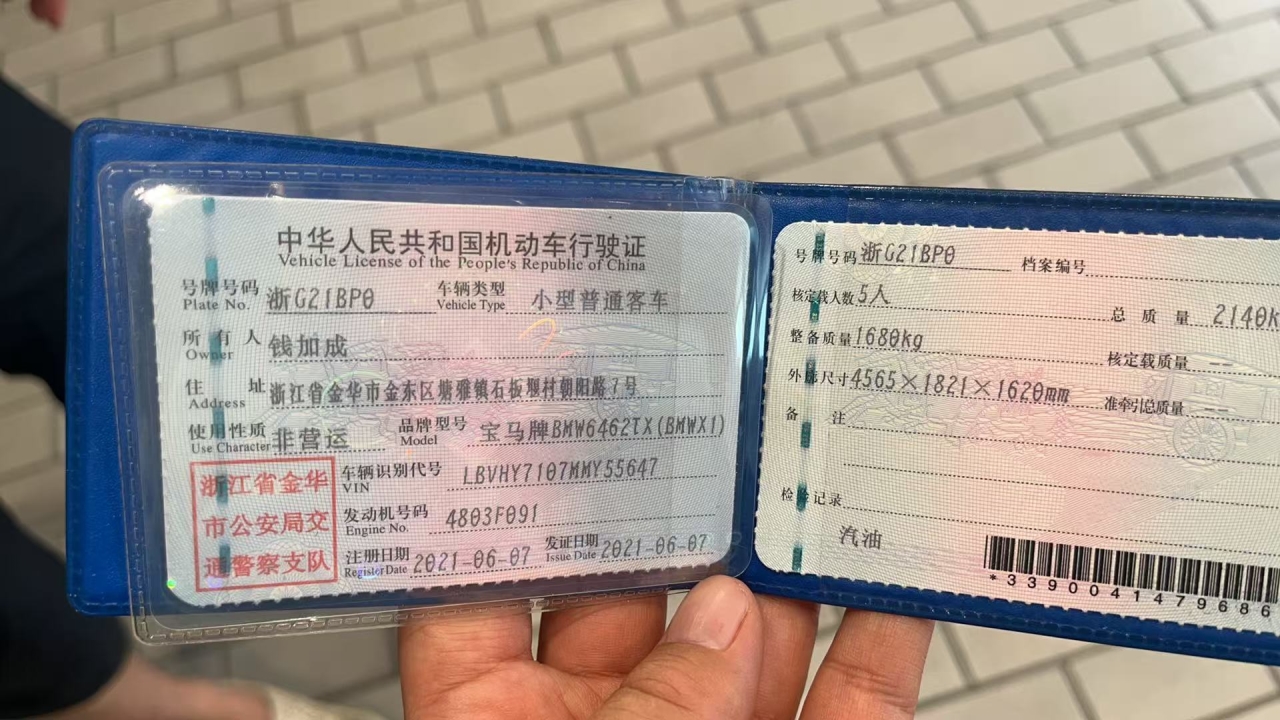 中华人民共和国机动车行驶证
Vehicle License of the People's Republic of China
号牌号码 浙G21BP0 车辆类型 小型普通客车
Plate No. Vehicle Type
所有人 钱加成
Owner
住址 浙江省金华市金东区塘雅镇石板堰村朝阳路7号
Address
使用性质 非营运 品牌型号 宝马牌BMW6462TX(BMWX1)
Use Character Model
浙江省金华
市公安局交
通警察支队
车辆识别代号 LBVHY7107MMY55647
VIN
发动机号码 4803F091
Engine No.
注册日期 2021-06-07 发证日期 2021-06-07
Register Date Issue Date
号牌号码 浙G21BP0 档案编号
核定载人数 5人 总质量 2140K
整备质量 1680kg 核定载质量 --
外廓尺寸 4565×1821×1620mm 准牵引总质量 --
备注
检验记录
汽油
*3390041479686